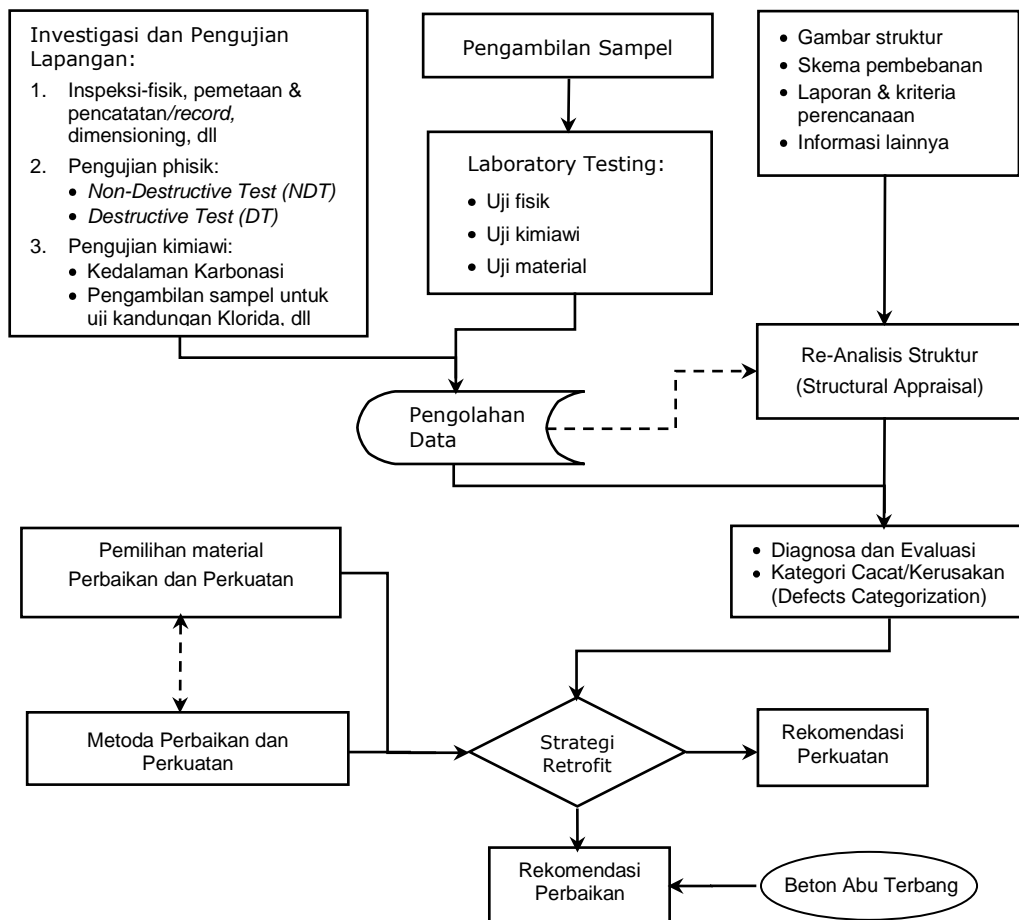 Investigasi dan Pengujian
Lapangan:
1. Inspeksi-fisik, pemetaan &
pencatatan/record,
dimensioning, dll
2. Pengujian phisik:
• Non-Destructive Test (NDT)
• Destructive Test (DT)
3. Pengujian kimiawi:
• Kedalaman Karbonasi
• Pengambilan sampel untuk
uji kandungan Klorida, dll
Pengambilan Sampel
Laboratory Testing:
• Uji fisik
• Uji kimiawi
• Uji material
• Gambar struktur
• Skema pembebanan
• Laporan & kriteria
perencanaan
• Informasi lainnya
Re-Analisis Struktur
(Structural Appraisal)
Pengolahan
Data
• Diagnosa dan Evaluasi
• Kategori Cacat/Kerusakan
(Defects Categorization)
Pemilihan material
Perbaikan dan Perkuatan
Metoda Perbaikan dan
Perkuatan
Strategi
Retrofit
Rekomendasi
Perkuatan
Rekomendasi
Perbaikan
Beton Abu Terbang